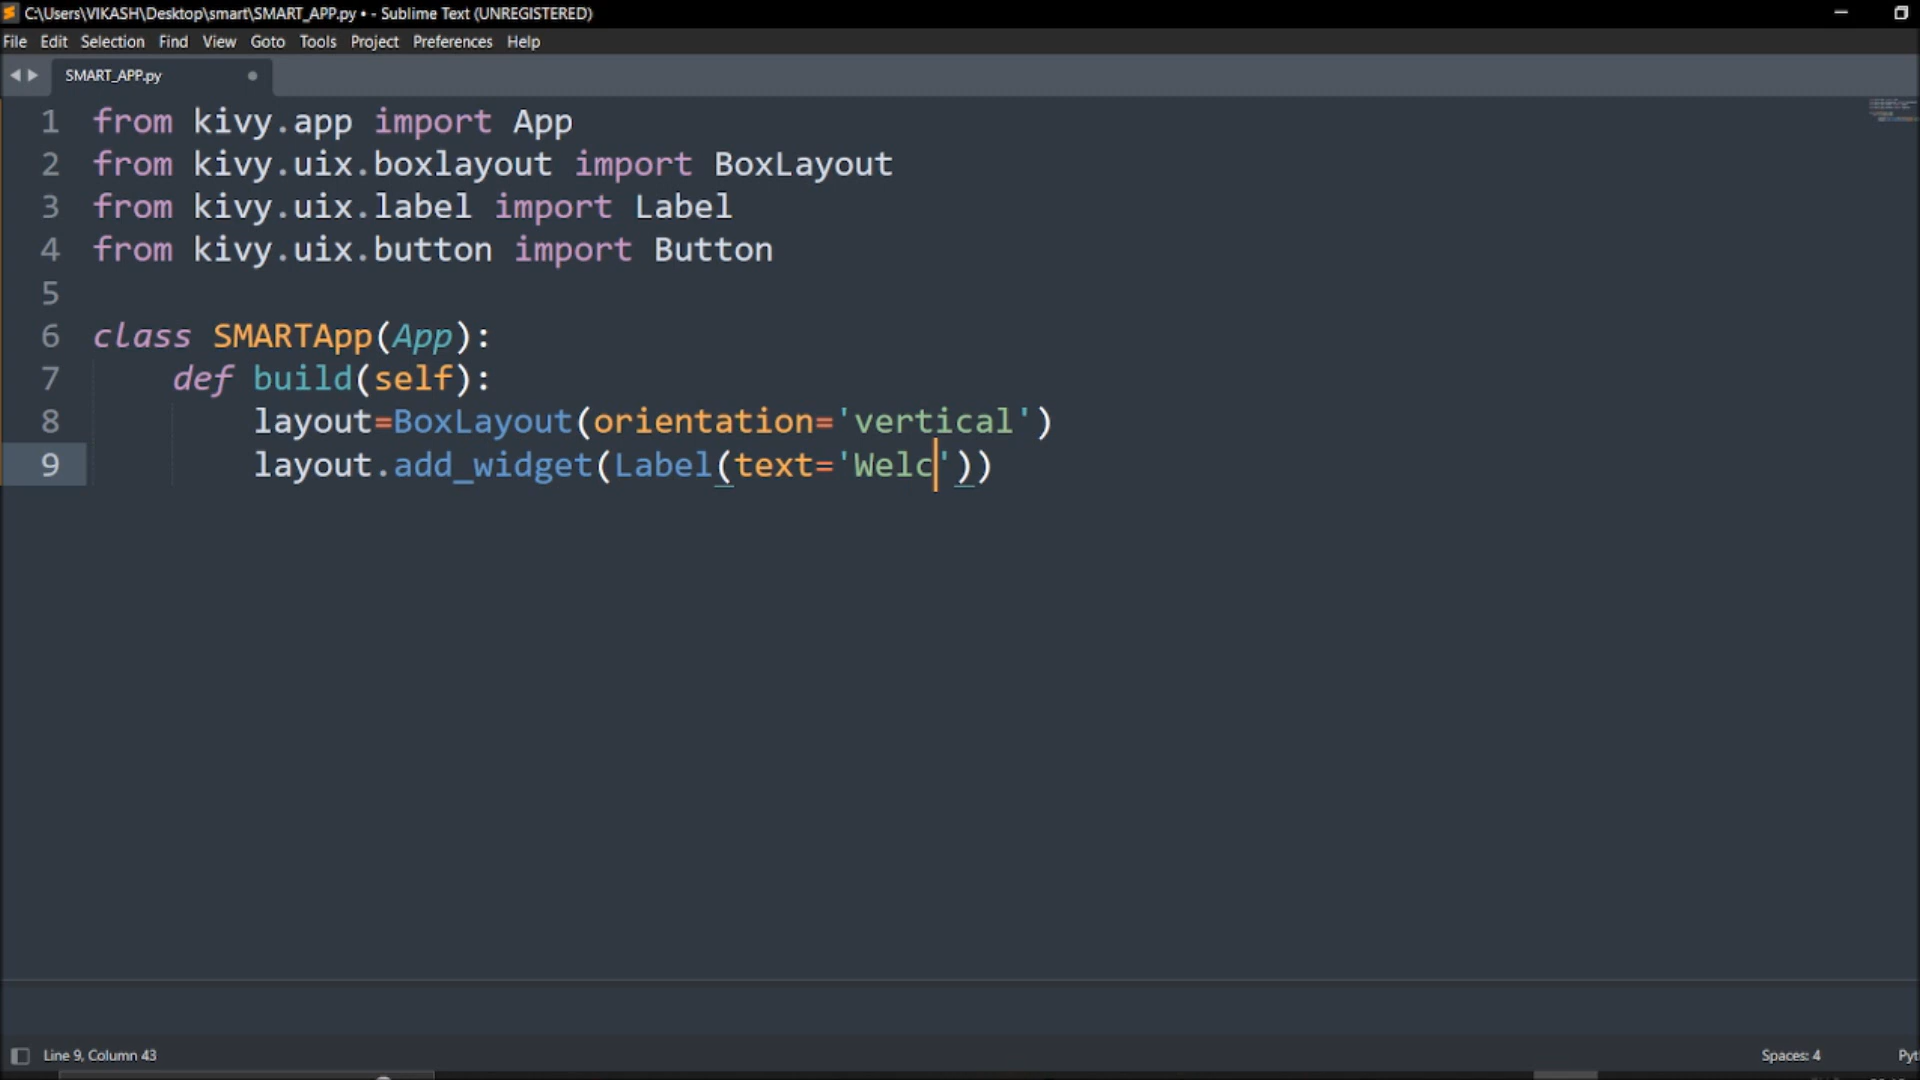 C:\Users\VIKASH\Desktop\smart\SMART_APP.py • - Sublime Text (UNREGISTERED)
File Edit Selection Find View Goto Tools Project Preferences Help
SMART_APP.py
1 from kivy.app import App
2 from kivy.uix.boxlayout import BoxLayout
3 from kivy.uix.label import Label
4 from kivy.uix.button import Button
5
6 class SMARTApp(App):
7     def build(self):
8         layout=BoxLayout(orientation='vertical')
9         layout.add_widget(Label(text='Welc'))
Line 9, Column 43
Spaces: 4
Pyt